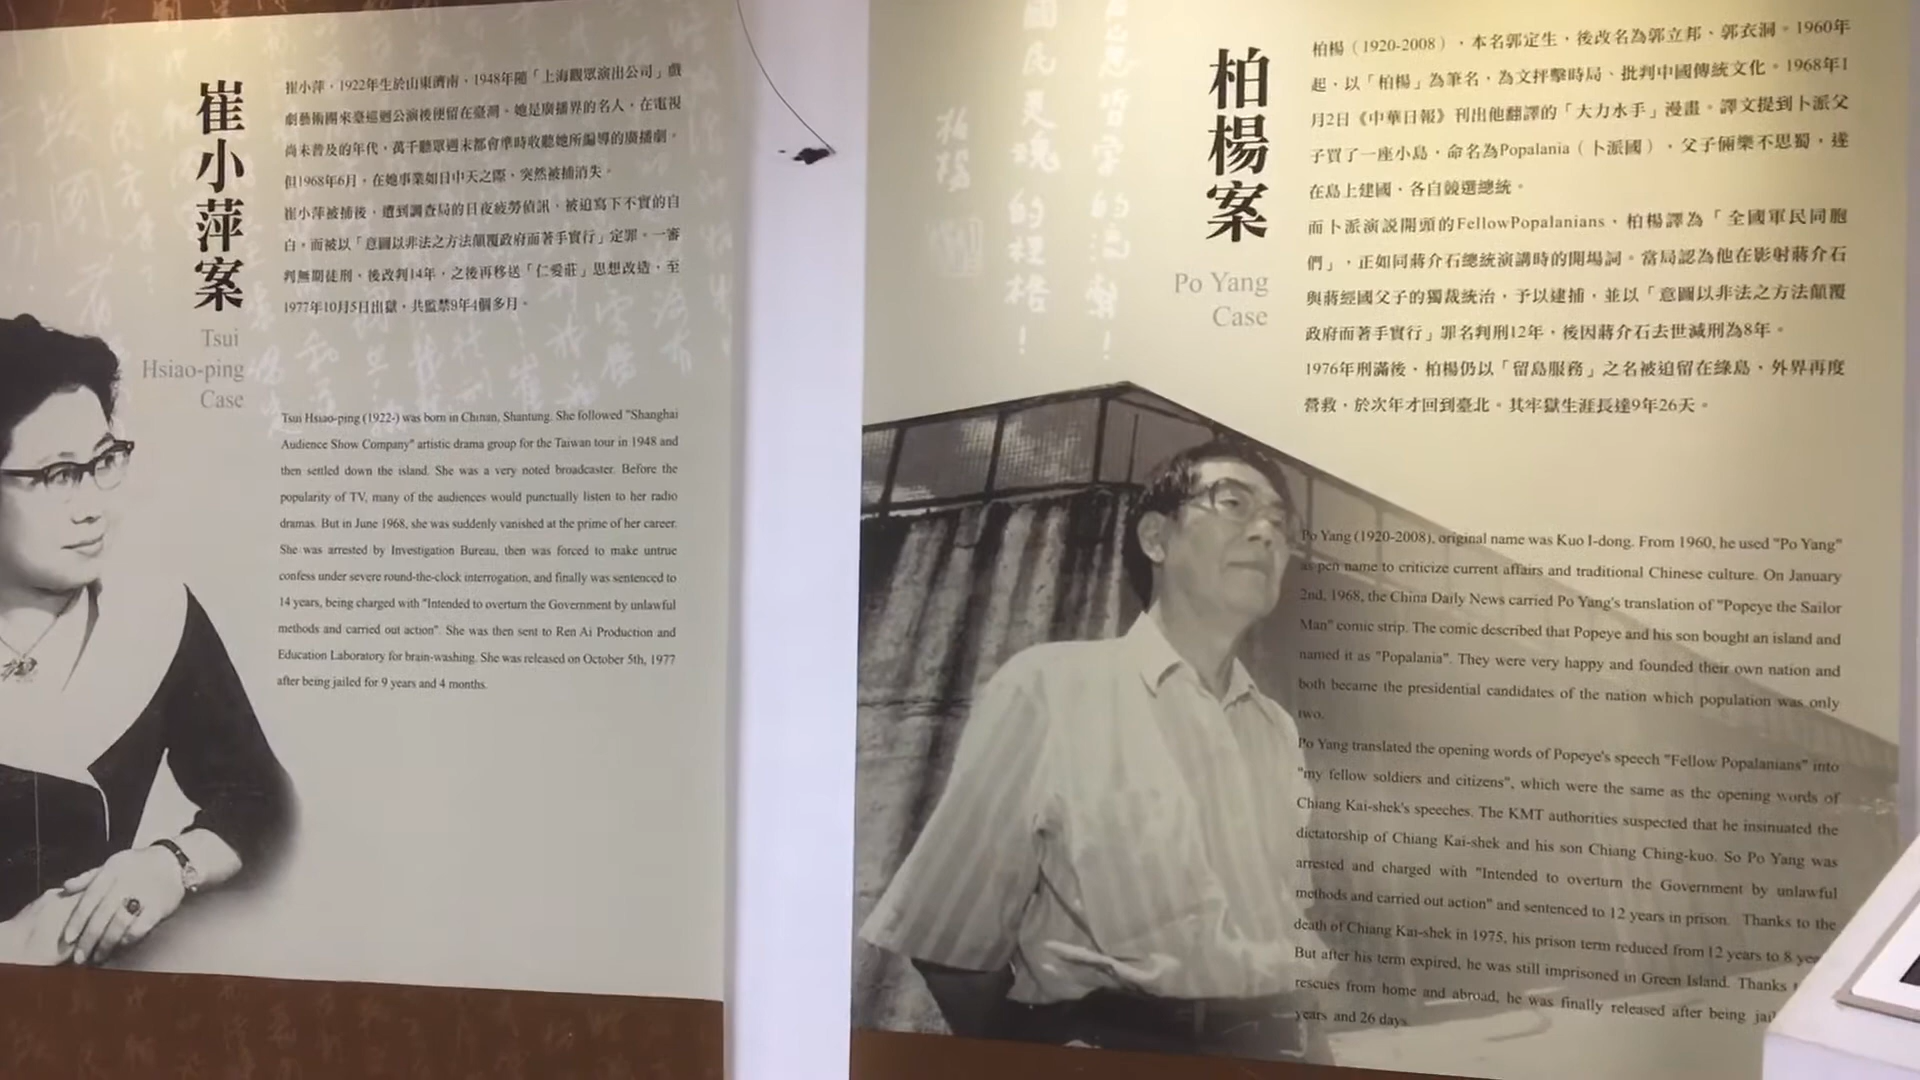 崔小萍案
Tsui
Hsiao-ping
Case
崔小萍，1922年生於山東濟南，1948年隨「上海觀眾演出公司」戲
劇藝術團來臺巡迴公演後便留在臺灣。她是廣播界的名人，在電視
尚未普及的年代，萬千聽眾週末都會準時收聽她所編導的廣播劇。
但1968年6月，在她事業如日中天之際，突然被捕消失。
崔小萍被捕後，遭到調查局的日夜疲勞偵訊，被迫寫下不實的自
白，而被以「意圖以非法之方法顛覆政府而著手實行」定罪。一審
判無期徒刑，後改判14年，之後再移送「仁愛莊」思想改造，至
1977年10月5日出獄，共監禁9年4個多月。
Tsui Hsiao-ping (1922-) was born in Chinan, Shantung. She followed "Shanghai
Audience Show Company" artistic drama group for the Taiwan tour in 1948 and
then settled down the island. She was a very noted broadcaster. Before the
popularity of TV, many of the audiences would punctually listen to her radio
dramas. But in June 1968, she was suddenly vanished at the prime of her career.
She was arrested by Investigation Bureau, then was forced to make untrue
confess under severe round-the-clock interrogation, and finally was sentenced to
14 years, being charged with "Intended to overturn the Government by unlawful
methods and carried out action". She was then sent to Ren Ai Production and
Education Laboratory for brain-washing. She was released on October 5th, 1977
after being jailed for 9 years and 4 months.
柏楊案
Po Yang
Case
柏楊（1920-2008），本名郭定生，後改名為郭立邦、郭衣洞。1960年
起，以「柏楊」為筆名，為文抨擊時局、批判中國傳統文化。1968年1
月2日《中華日報》刊出他翻譯的「大力水手」漫畫。譯文提到卜派父
子買了一座小島，命名為Popalania（卜派國），父子倆樂不思蜀，遂
在島上建國，各自競選總統。
而卜派演說開頭的FellowPopalanians、柏楊譯為「全國軍民同胞
們」，正如同蔣介石總統演講時的開場詞。當局認為他在影射蔣介石
與蔣經國父子的獨裁統治，予以逮捕，並以「意圖以非法之方法顛覆
政府而著手實行」罪名判刑12年，後因蔣介石去世減刑為8年。
1976年刑滿後，柏楊仍以「留島服務」之名被迫留在綠島，外界再度
營救，於次年才回到臺北。其牢獄生涯長達9年26天。
Po Yang (1920-2008), original name was Kuo I-dong. From 1960, he used "Po Yang"
as pen name to criticize current affairs and traditional Chinese culture. On January
2nd, 1968, the China Daily News carried Po Yang's translation of "Popeye the Sailor
Man" comic strip. The comic described that Popeye and his son bought an island and
named it as "Popalania". They were very happy and founded their own nation and
both became the presidential candidates of the nation which population was only
two.
Po Yang translated the opening words of Popeye's speech "Fellow Popalanians" into
"my fellow soldiers and citizens", which were the same as the opening words of
Chiang Kai-shek's speeches. The KMT authorities suspected that he insinuated the
dictatorship of Chiang Kai-shek and his son Chiang Ching-kuo. So Po Yang was
arrested and charged with "Intended to overturn the Government by unlawful
methods and carried out action" and sentenced to 12 years in prison. Thanks to the
death of Chiang Kai-shek in 1975, his prison term reduced from 12 years to 8
But after his term expired, he was still imprisoned in Green Island. Thanks
rescues from home and abroad, he was finally released after being
years and 26 days.